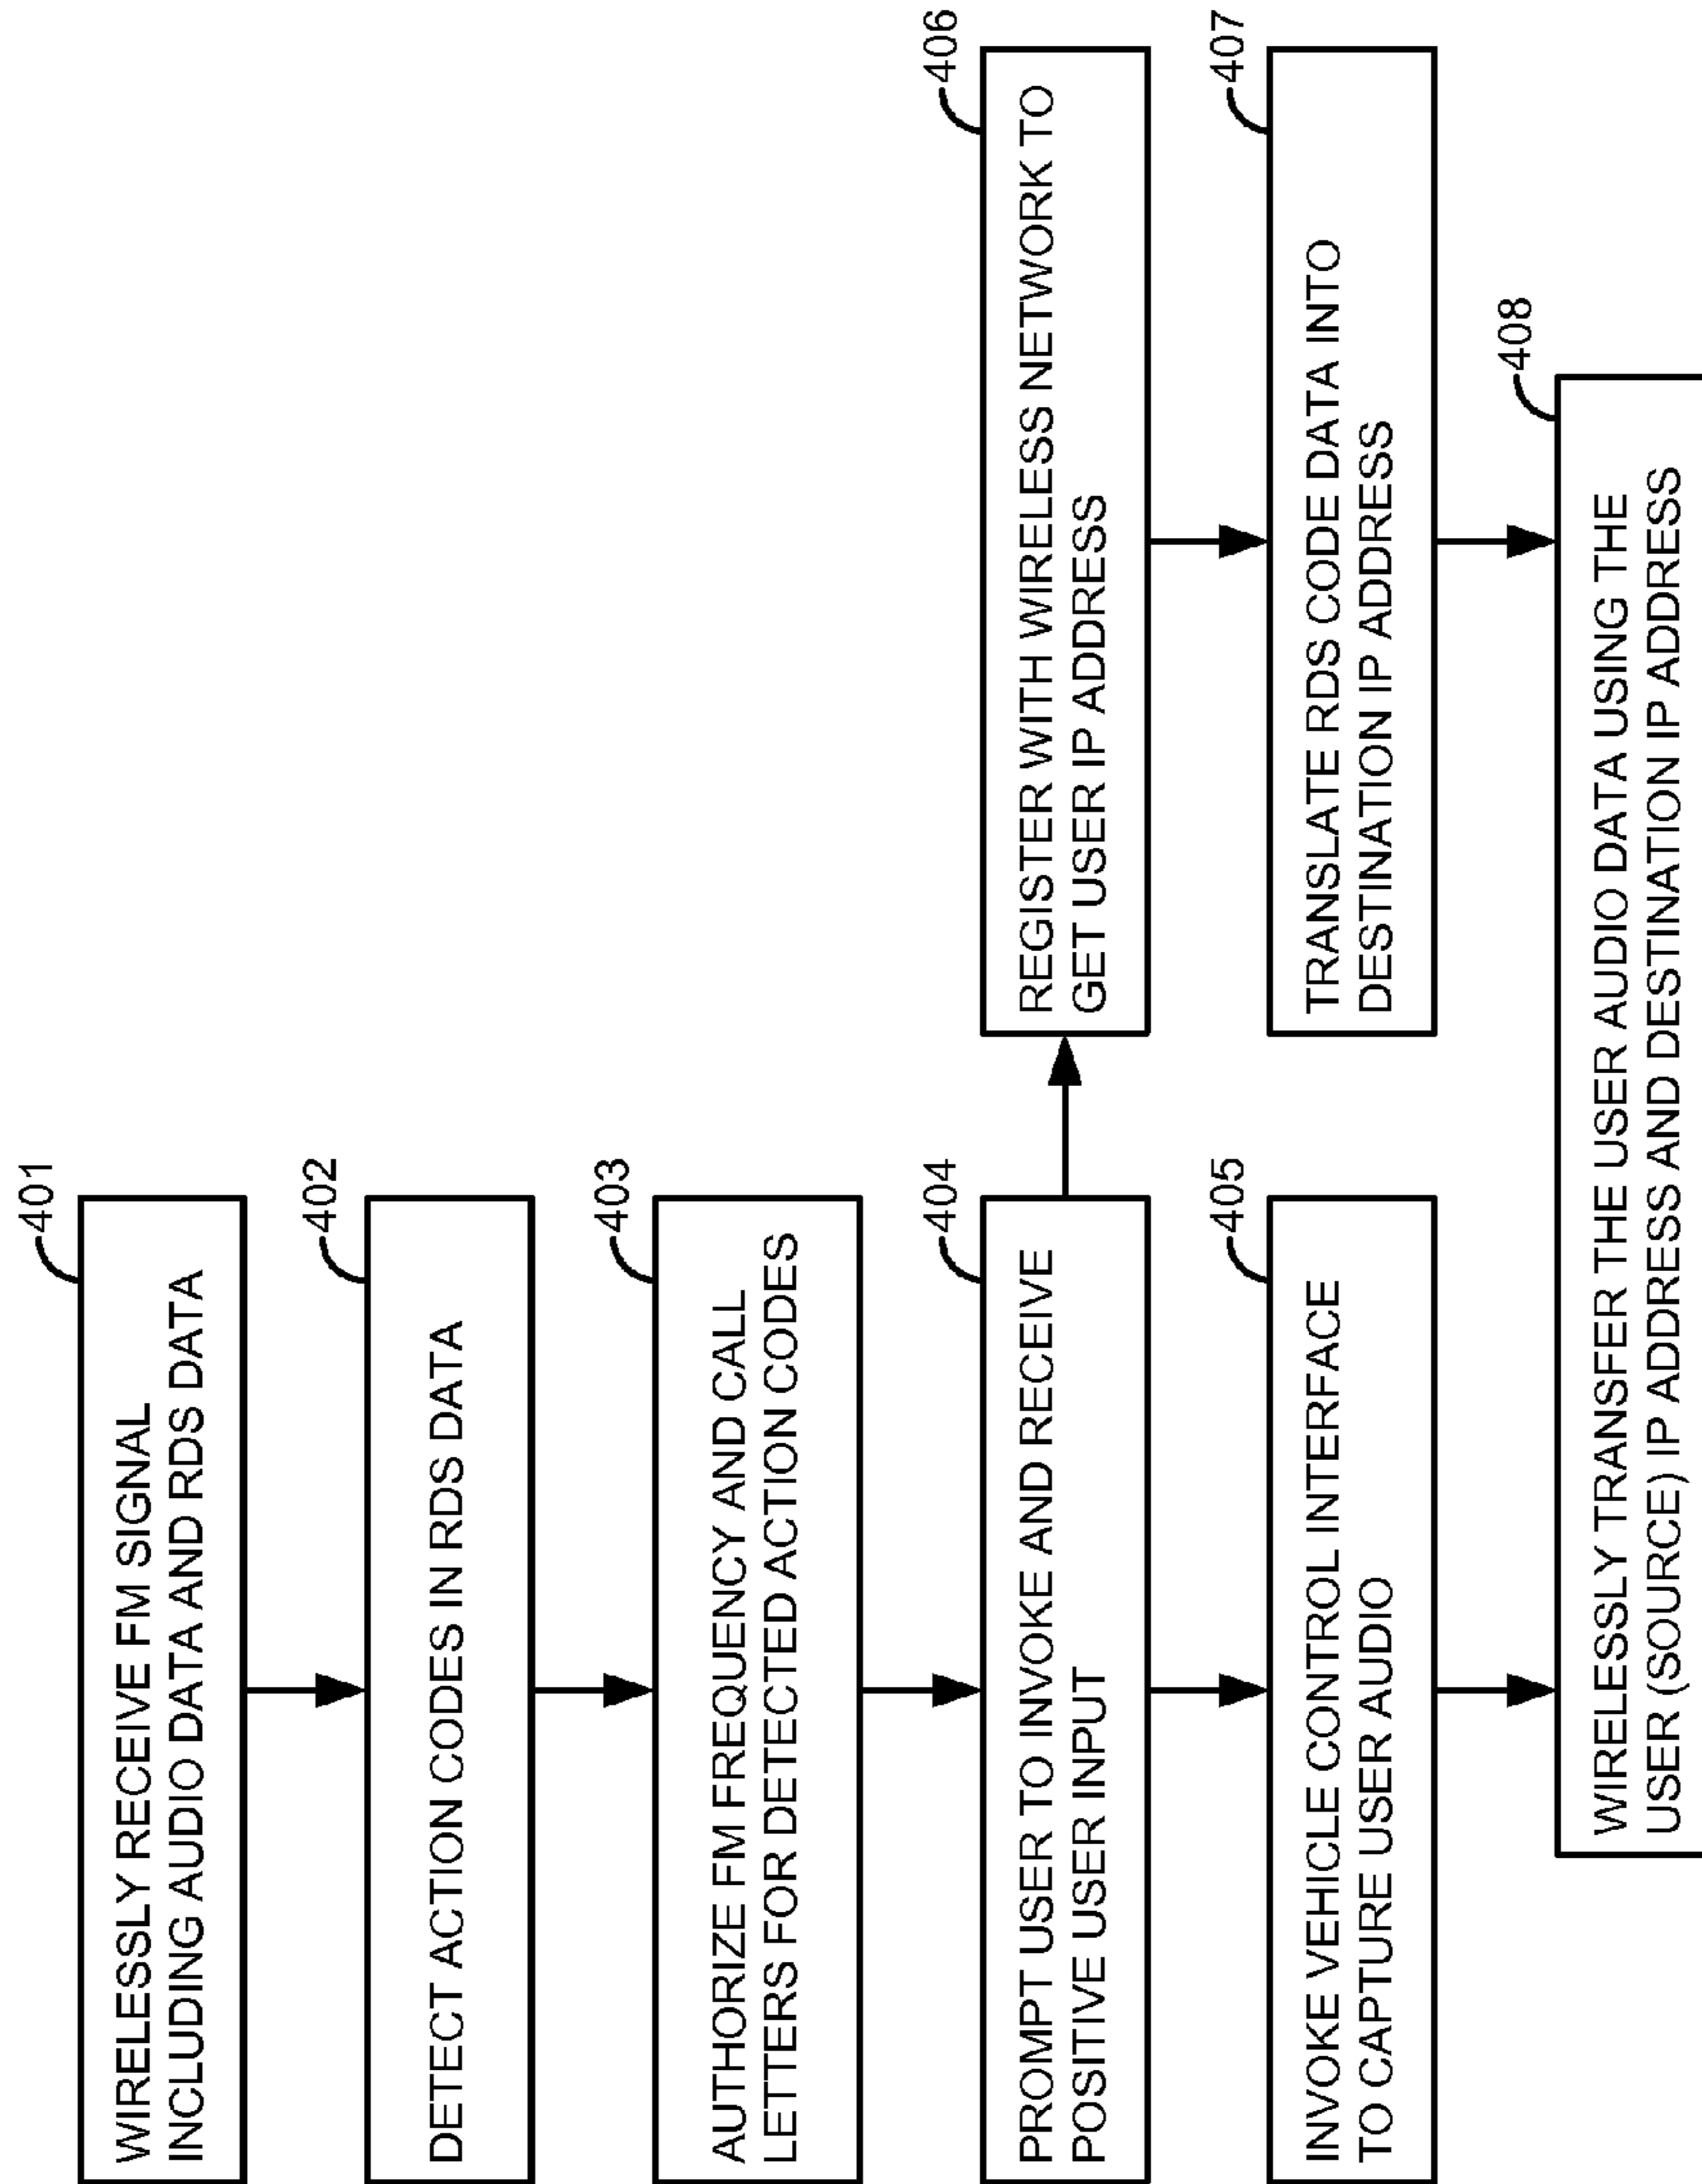 401
WIRELESSLY RECEIVE FM SIGNAL
INCLUDING AUDIO DATA AND RDS DATA
402
DETECT ACTION CODES IN RDS DATA
403
AUTHORIZE FM FREQUENCY AND CALL
LETTERS FOR DETECTED ACTION CODES
404
PROMPT USER TO INVOKE AND RECEIVE
POSITIVE USER INPUT
405
INVOKE VEHICLE CONTROL INTERFACE
TO CAPTURE USER AUDIO
406
REGISTER WITH WIRELESS NETWORK TO
GET USER IP ADDRESS
407
TRANSLATE RDS CODE DATA INTO
DESTINATION IP ADDRESS
408
WIRELESSLY TRANSFER THE USER AUDIO DATA USING THE
USER (SOURCE) IP ADDRESS AND DESTINATION IP ADDRESS